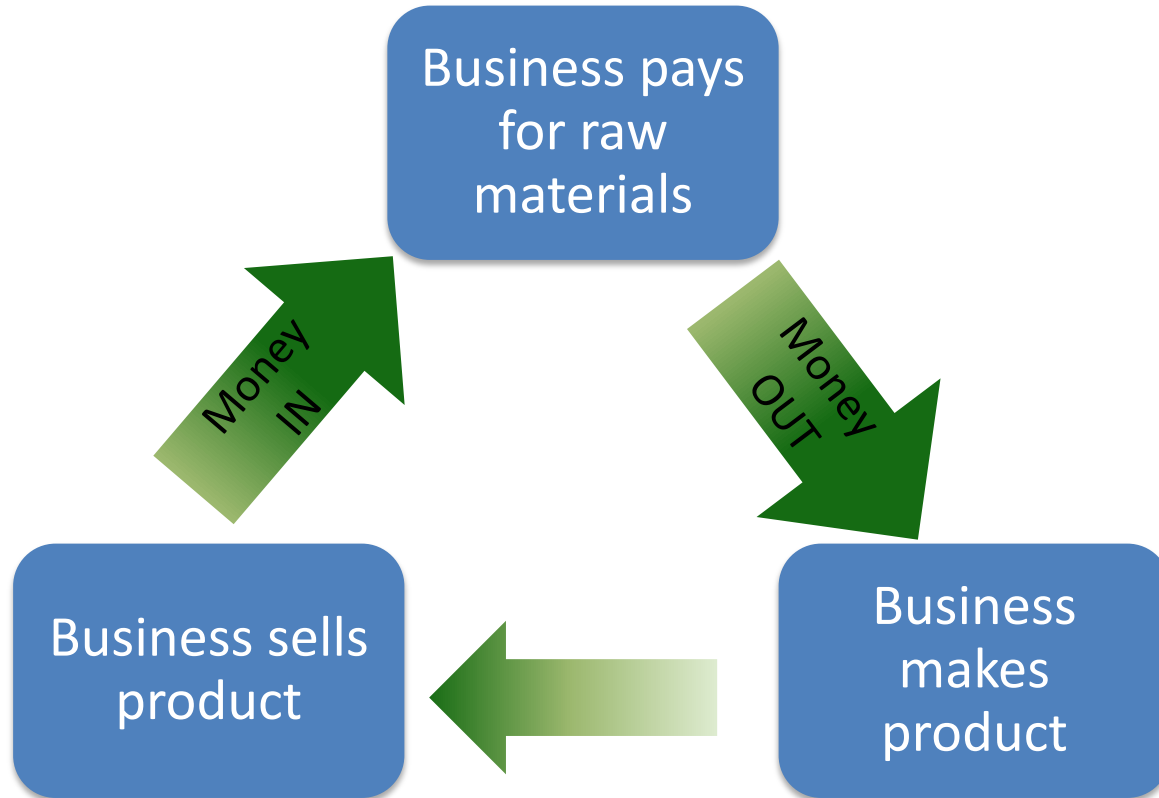 Business pays
for raw
materials
Money
OUT
Business
makes
product
Business sells
product
Money
IN